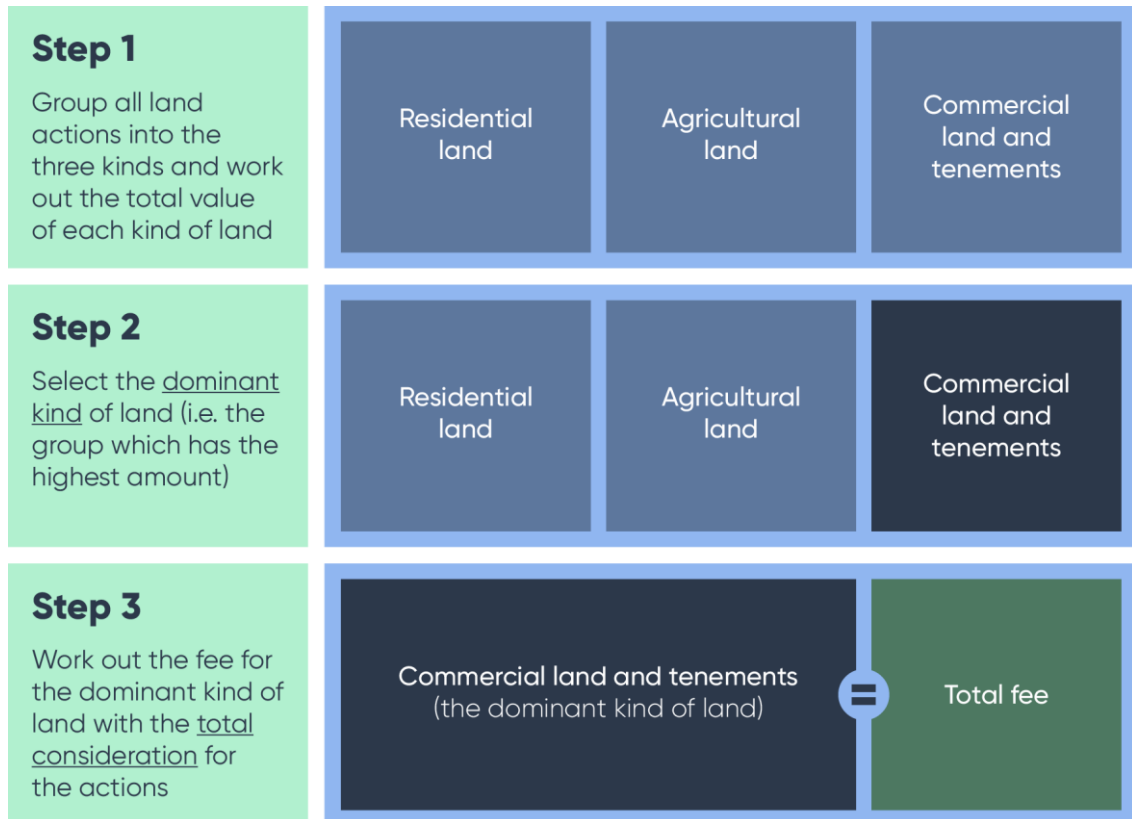 Step 1
Group all land
actions into the
three kinds and work
out the total value
of each kind of land
Residential
land
Agricultural
land
Commercial
land and
tenements
Step 2
Select the dominant
kind of land (i.e. the
group which has the
highest amount)
Residential
land
Agricultural
land
Commercial
land and
tenements
Step 3
Work out the fee for
the dominant kind of
land with the total
consideration for
the actions
Commercial land and tenements
(the dominant kind of land)
=
Total fee